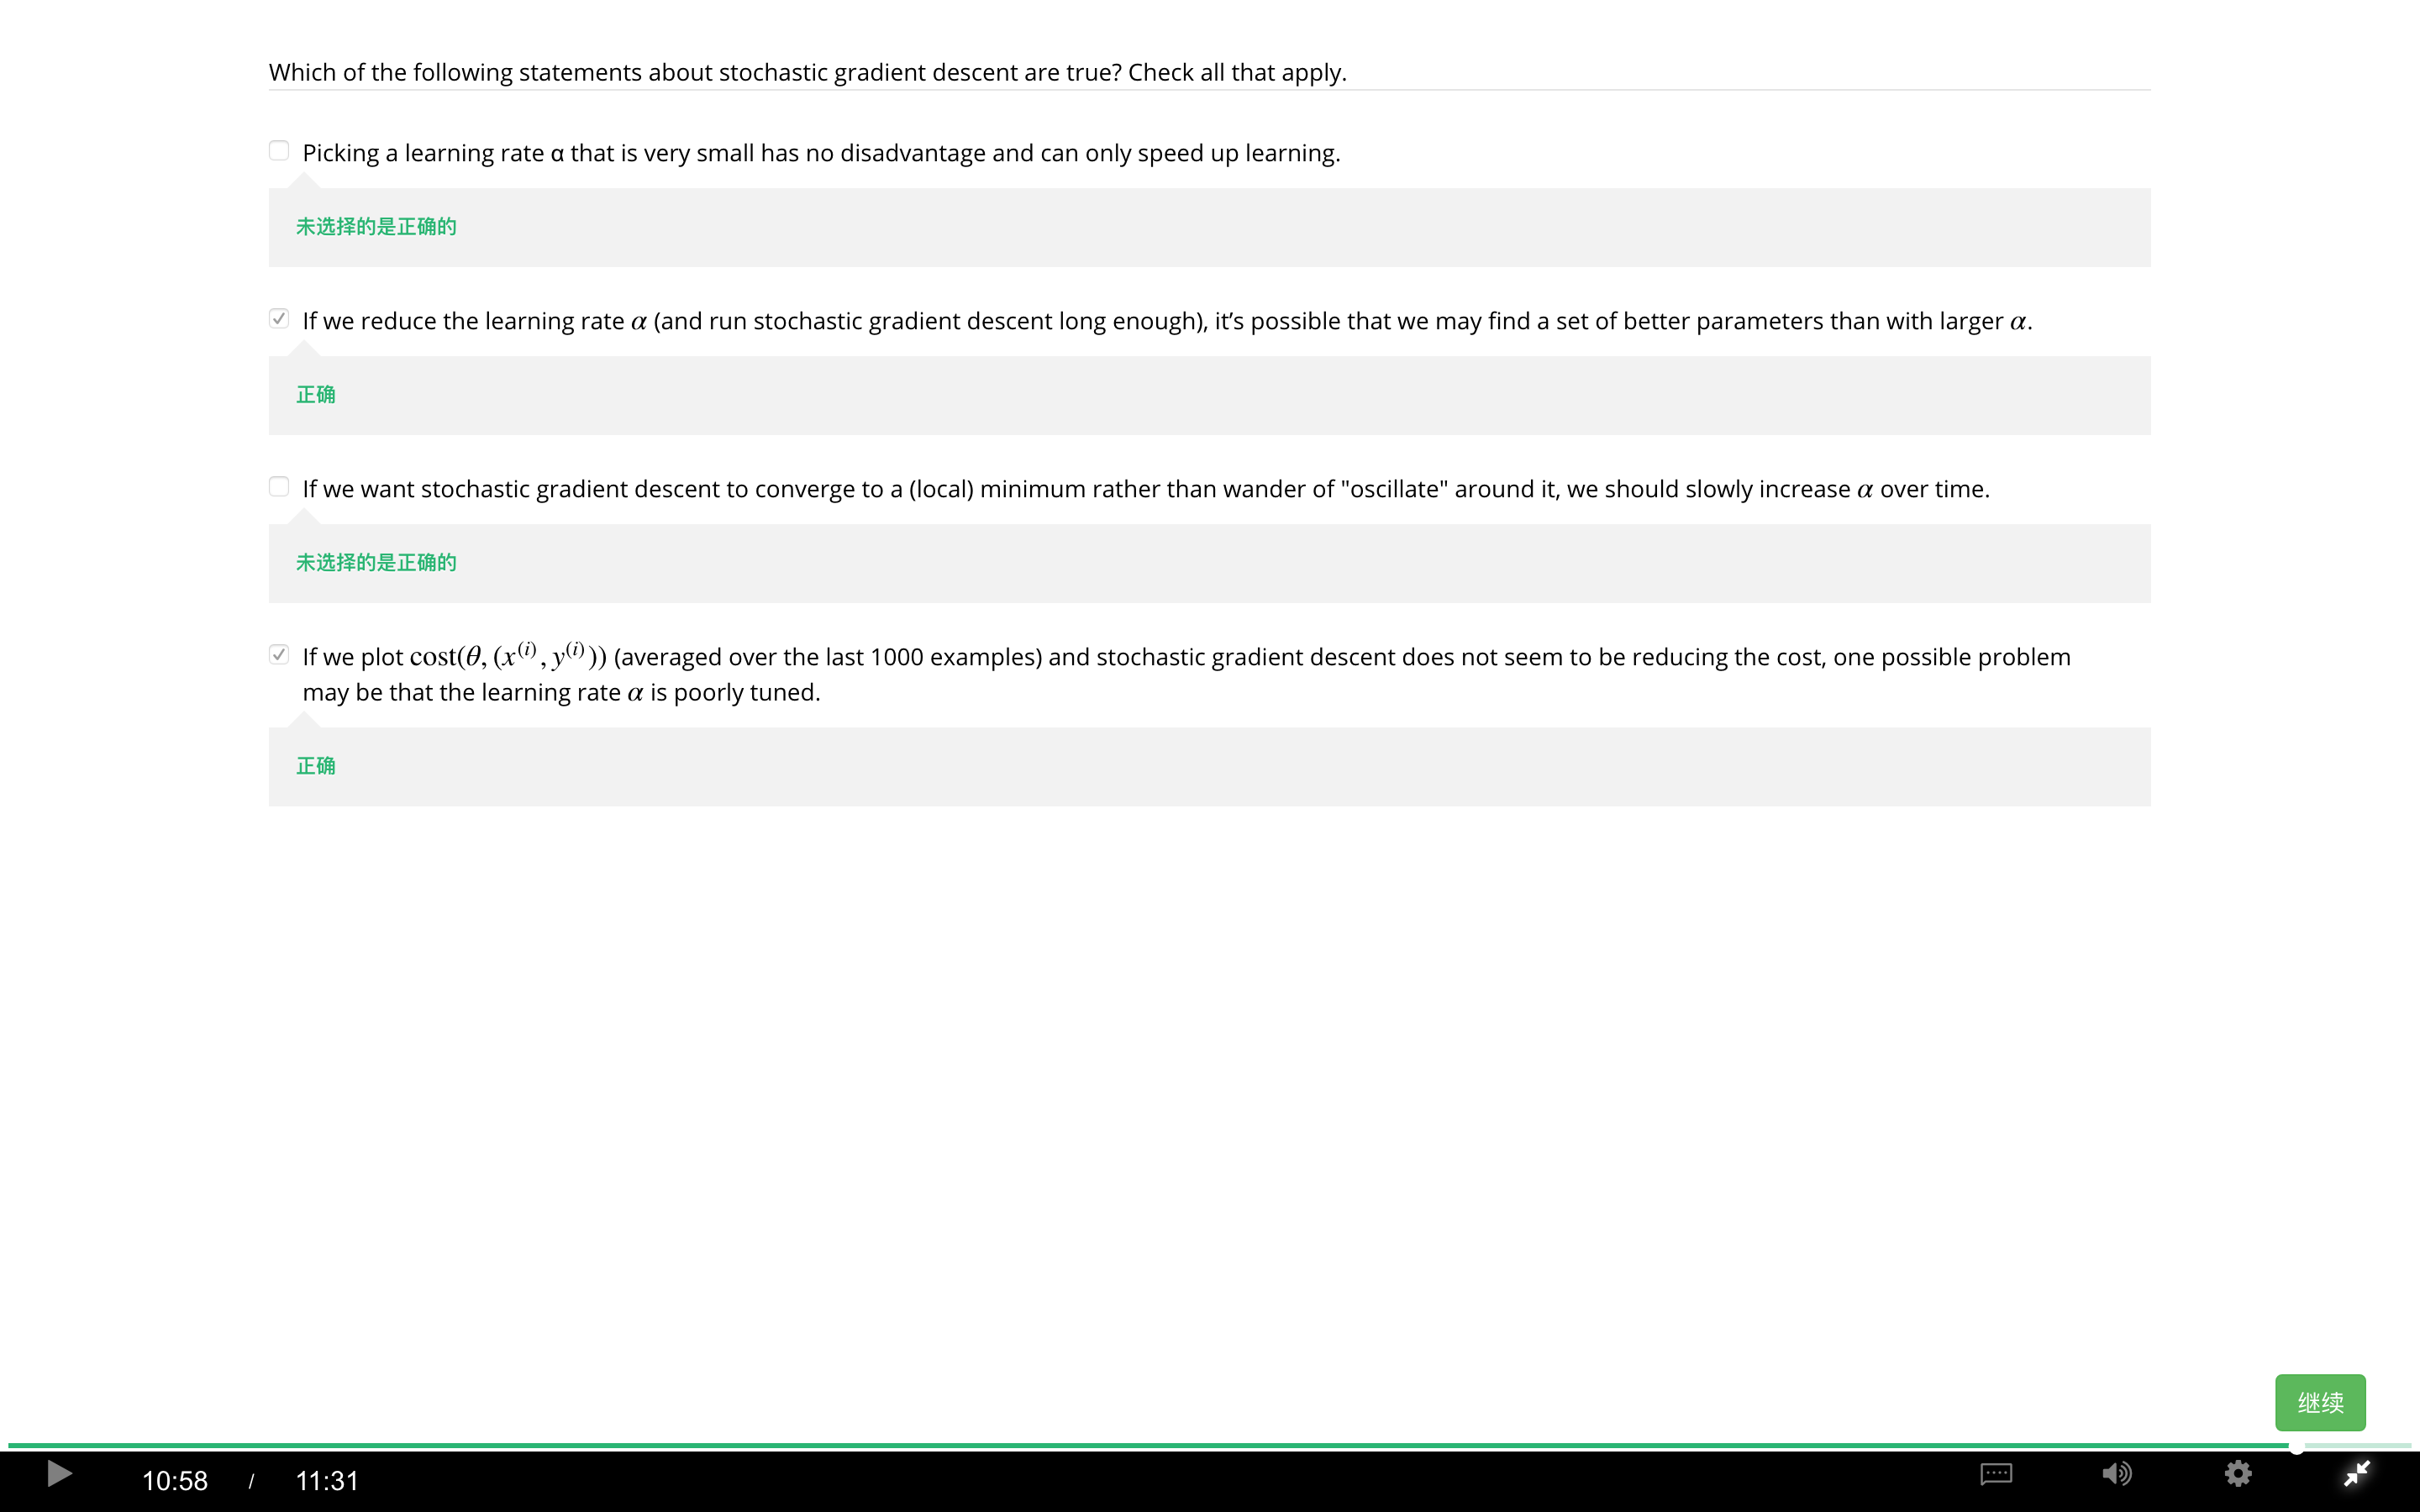 Which of the following statements about stochastic gradient descent are true? Check all that apply.
Picking a learning rate α that is very small has no disadvantage and can only speed up learning.
未选择的是正确的
If we reduce the learning rate α (and run stochastic gradient descent long enough), it’s possible that we may find a set of better parameters than with larger α.
正确
If we want stochastic gradient descent to converge to a (local) minimum rather than wander of "oscillate" around it, we should slowly increase α over time.
未选择的是正确的
If we plot cost(θ, (x^(i), y^(i))) (averaged over the last 1000 examples) and stochastic gradient descent does not seem to be reducing the cost, one possible problem
may be that the learning rate α is poorly tuned.
正确
继续
10:58 / 11:31